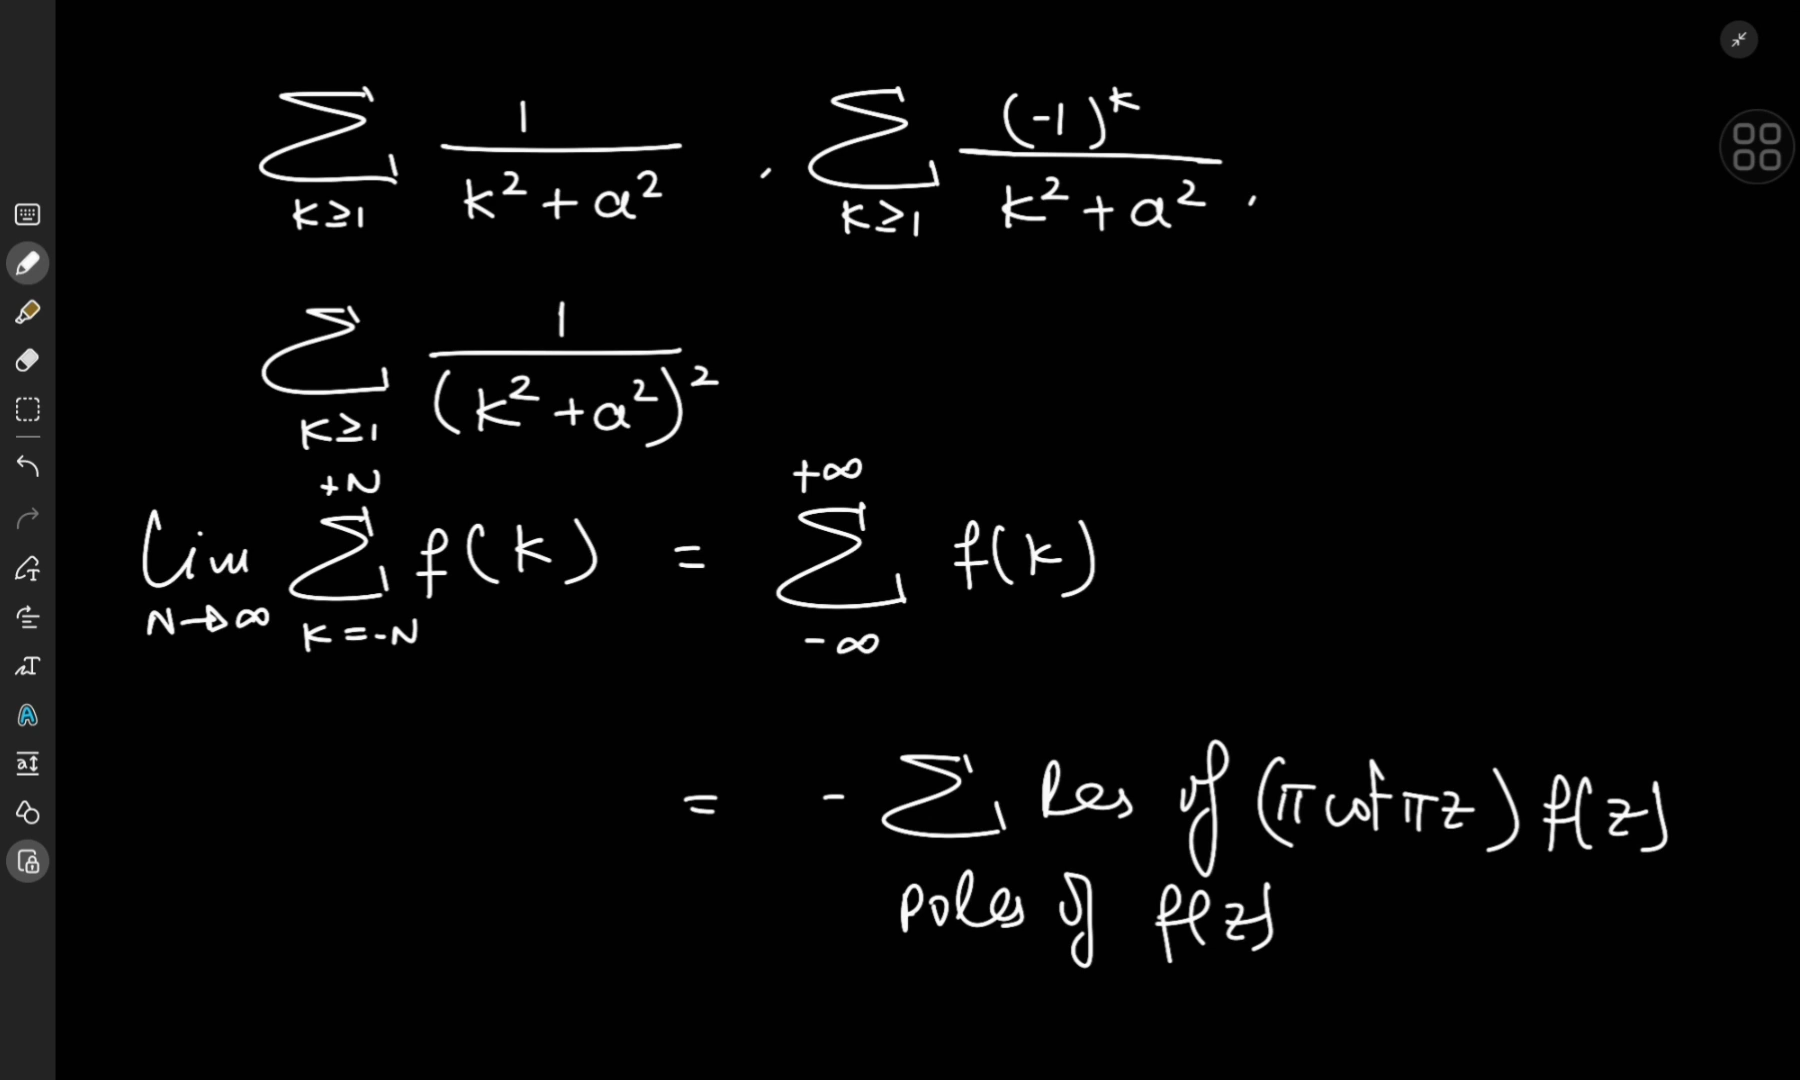 ∑_{k≥1} 1/(k² + a²) , ∑_{k≥1} (-1)^k/(k² + a²) .
∑_{k≥1} 1/(k² + a²)²
Lim_{N→∞} ∑_{k=-N}^{+N} f(k) = ∑_{-∞}^{+∞} f(k)
= - ∑ Res of (π cot πz) f(z)
poles of f(z)